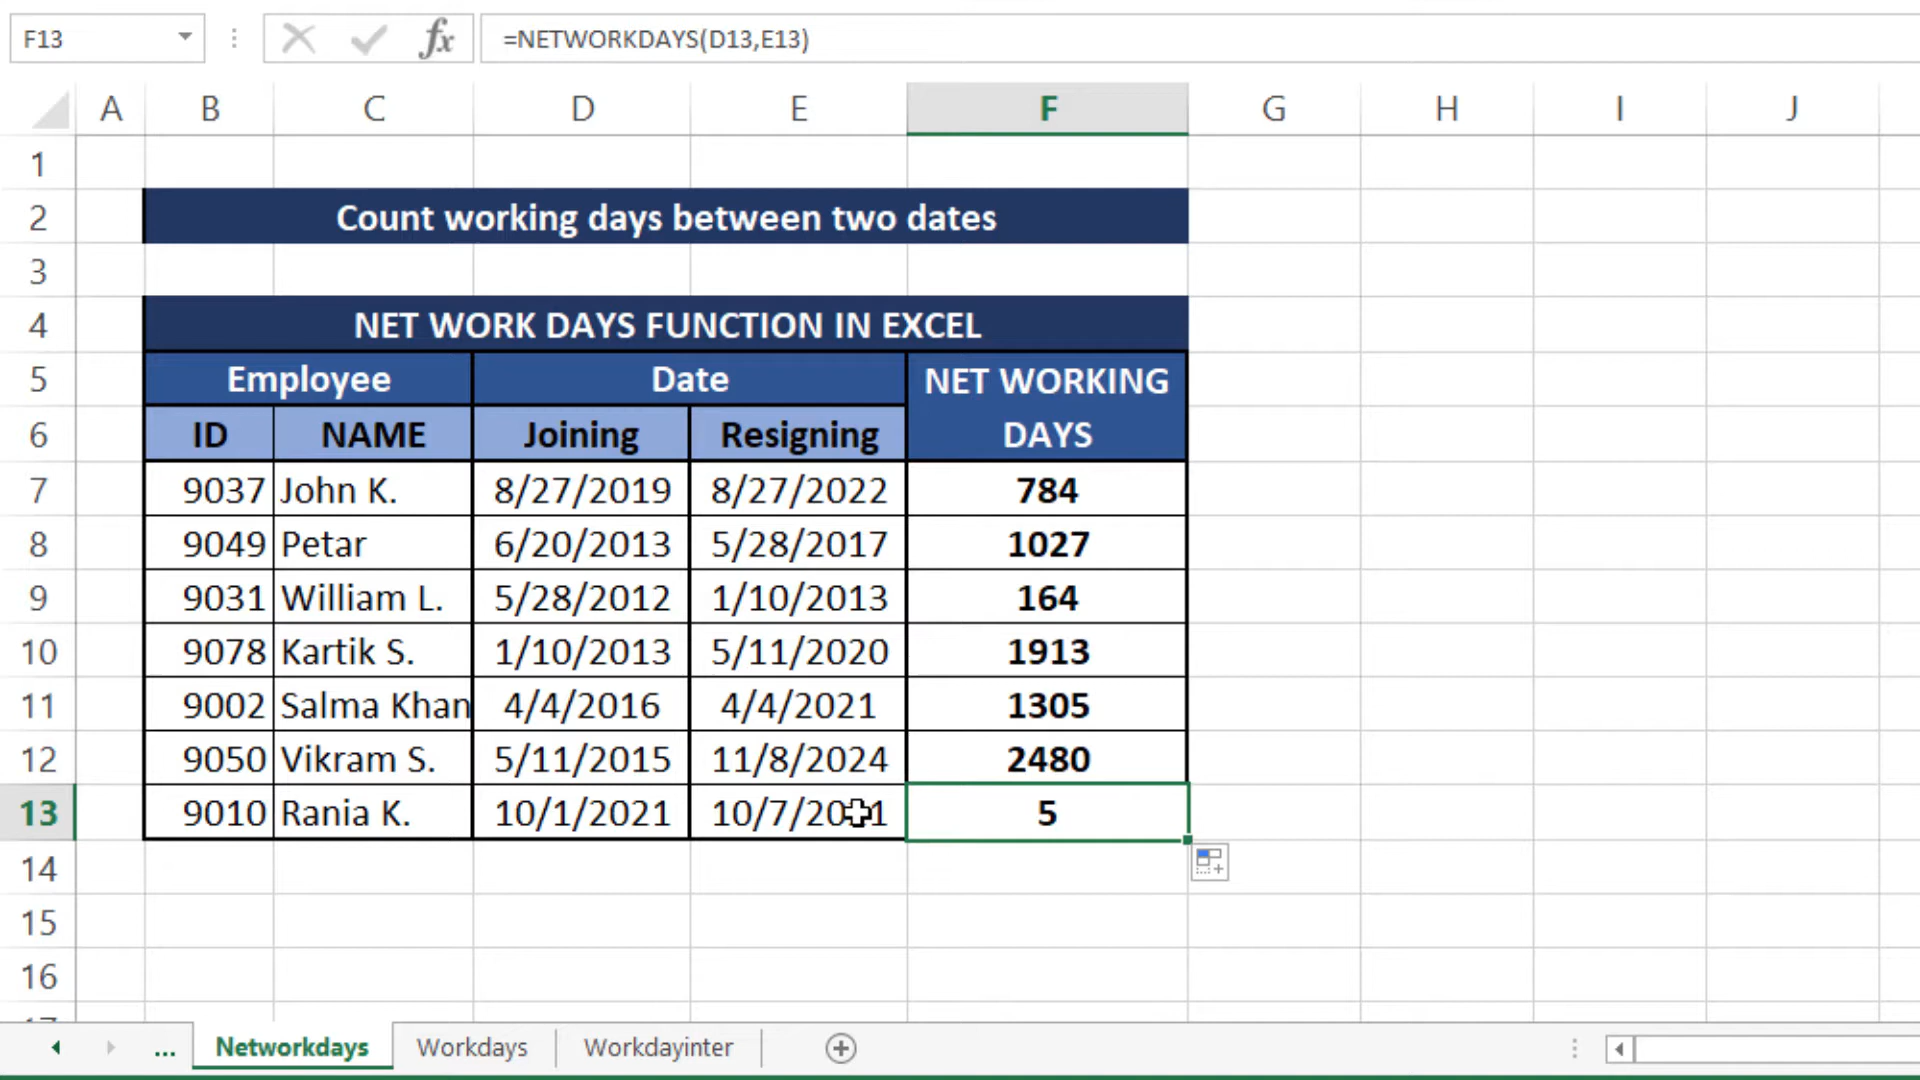 F13 fx =NETWORKDAYS(D13,E13)
A B C D E F G H I J
1
2 Count working days between two dates
3
4 NET WORK DAYS FUNCTION IN EXCEL
5 Employee Date NET WORKING
6 ID NAME Joining Resigning DAYS
7 9037 John K. 8/27/2019 8/27/2022 784
8 9049 Petar 6/20/2013 5/28/2017 1027
9 9031 William L. 5/28/2012 1/10/2013 164
10 9078 Kartik S. 1/10/2013 5/11/2020 1913
11 9002 Salma Khan 4/4/2016 4/4/2021 1305
12 9050 Vikram S. 5/11/2015 11/8/2024 2480
13 9010 Rania K. 10/1/2021 10/7/2021 5
14
15
16
17
... Networkdays Workdays Workdayinter